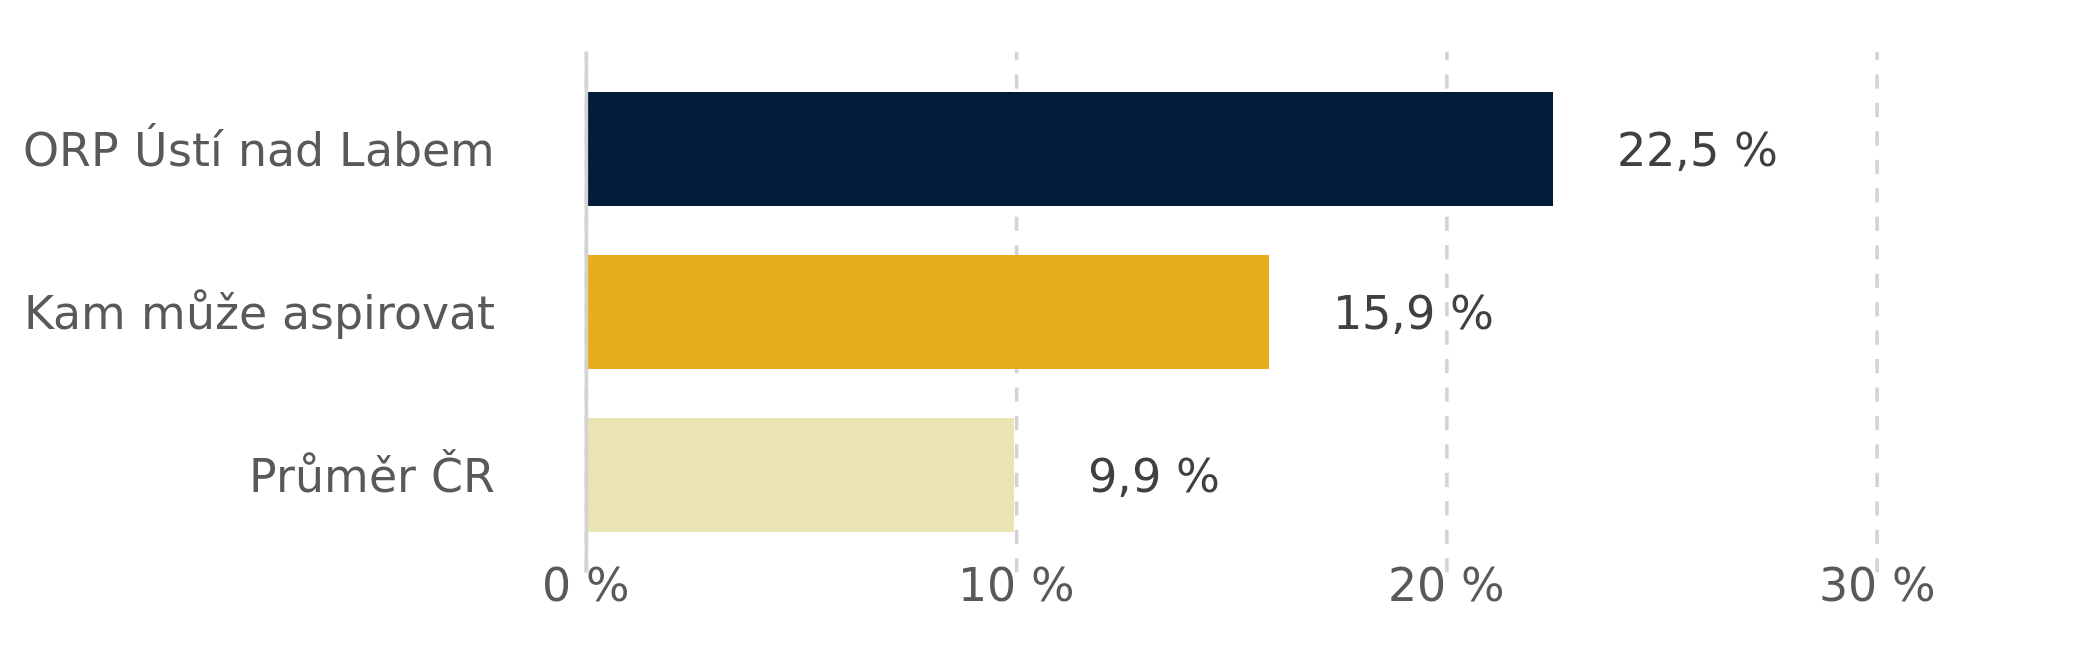 ORP Ústí nad Labem 22,5 %
Kam může aspirovat 15,9 %
Průměr ČR 9,9 %
0 % 10 % 20 % 30 %